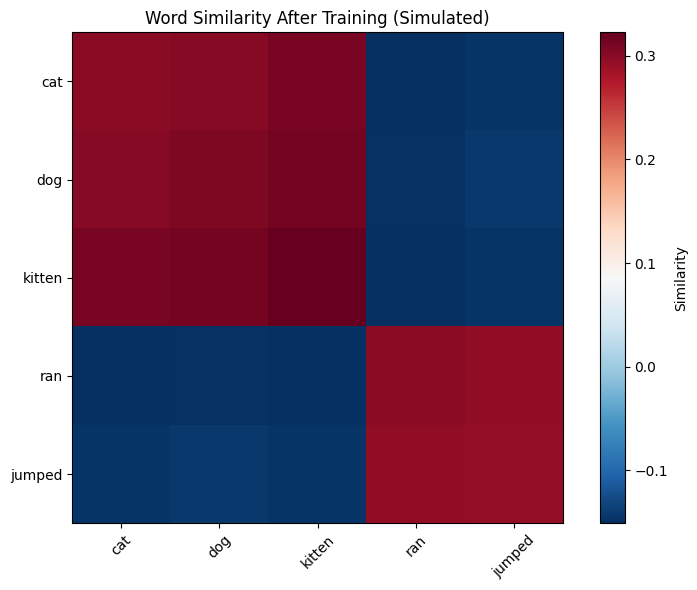 Word Similarity After Training (Simulated)
cat
dog
kitten
ran
jumped
cat
dog
kitten
ran
jumped
0.3
0.2
0.1
0.0
−0.1
Similarity